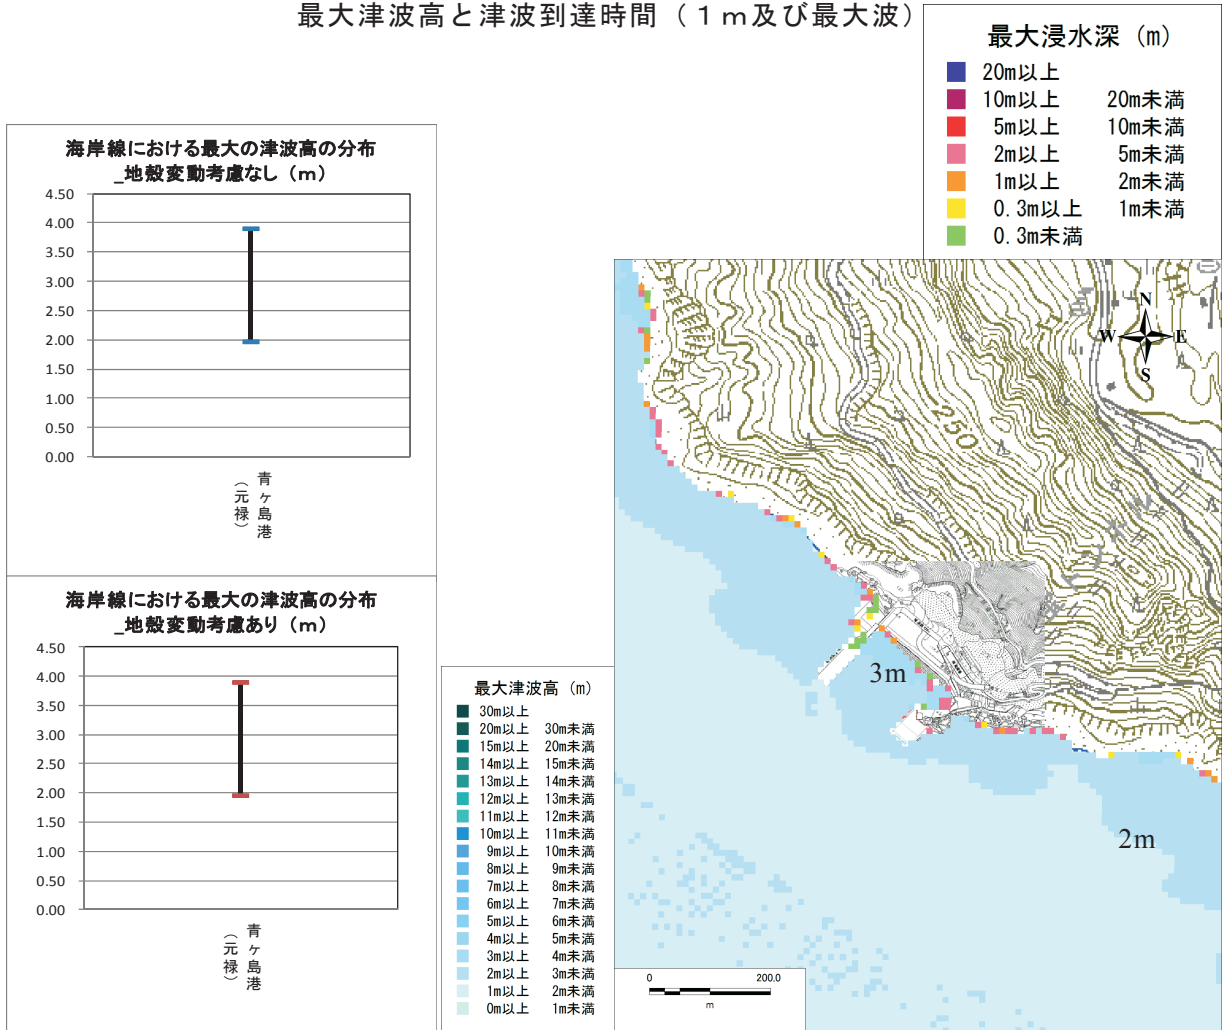 最大津波高と津波到達時間（１ｍ及び最大波）
最大浸水深（m）
20m以上
10m以上 20m未満
5m以上 10m未満
2m以上 5m未満
1m以上 2m未満
0.3m以上 1m未満
0.3m未満
海岸線における最大の津波高の分布
_地殻変動考慮なし（m）
4.50
4.00
3.50
3.00
2.50
2.00
1.50
1.00
0.50
0.00
青ヶ島港
（元禄）
海岸線における最大の津波高の分布
_地殻変動考慮あり（m）
4.50
4.00
3.50
3.00
2.50
2.00
1.50
1.00
0.50
0.00
青ヶ島港
（元禄）
最大津波高（m）
30m以上
20m以上 30m未満
15m以上 20m未満
14m以上 15m未満
13m以上 14m未満
12m以上 13m未満
11m以上 12m未満
10m以上 11m未満
9m以上 10m未満
8m以上 9m未満
7m以上 8m未満
6m以上 7m未満
5m以上 6m未満
4m以上 5m未満
3m以上 4m未満
2m以上 3m未満
1m以上 2m未満
0m以上 1m未満
N
W E
S
250
3m
2m
0 200.0
m